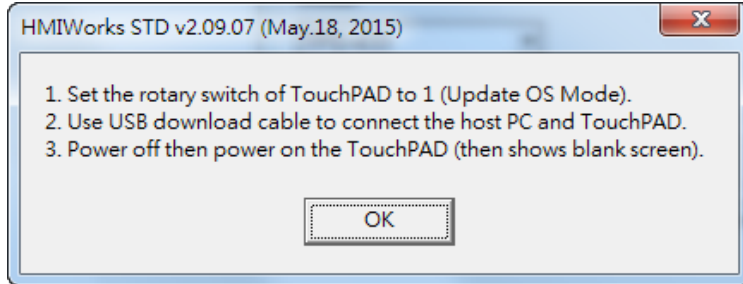 HMIWorks STD v2.09.07 (May.18, 2015)
1. Set the rotary switch of TouchPAD to 1 (Update OS Mode).
2. Use USB download cable to connect the host PC and TouchPAD.
3. Power off then power on the TouchPAD (then shows blank screen).
OK